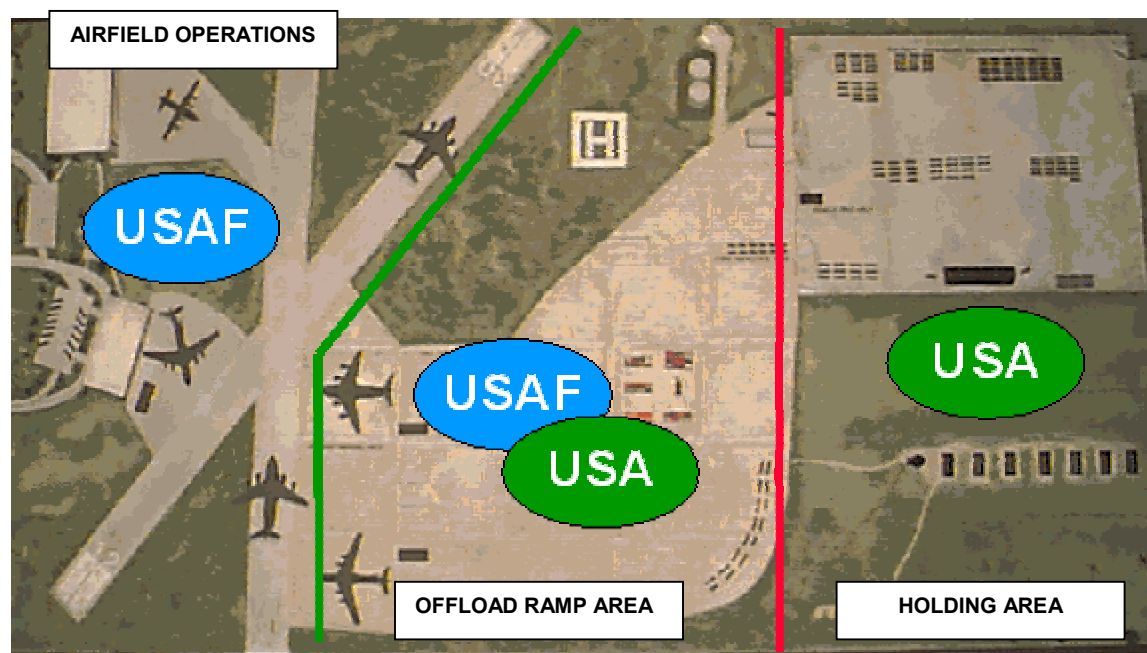 AIRFIELD OPERATIONS
H
USAF
USAF
USA
USA
OFFLOAD RAMP AREA
HOLDING AREA